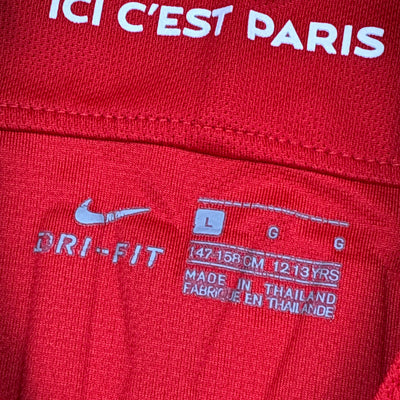 ICI C'EST PARIS
DRI-FIT
L G G
147-158CM 12-13YRS
MADE IN THAILAND
FABRIQUÉ EN THAÏLANDE